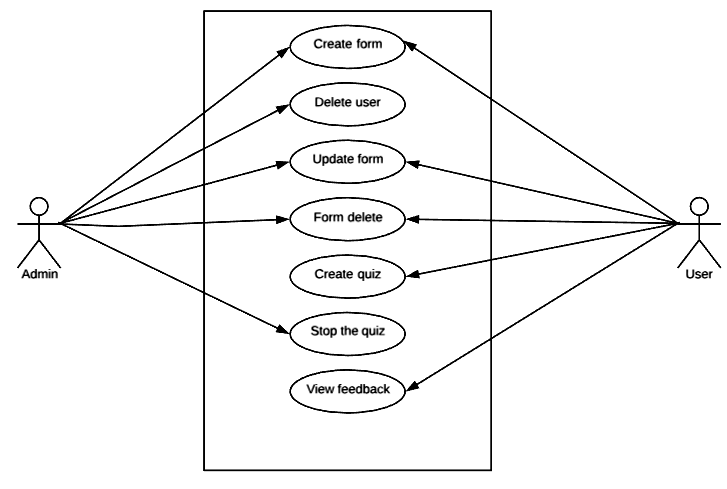 Create form
Delete user
Update form
Form delete
Create quiz
Stop the quiz
View feedback
Admin
User